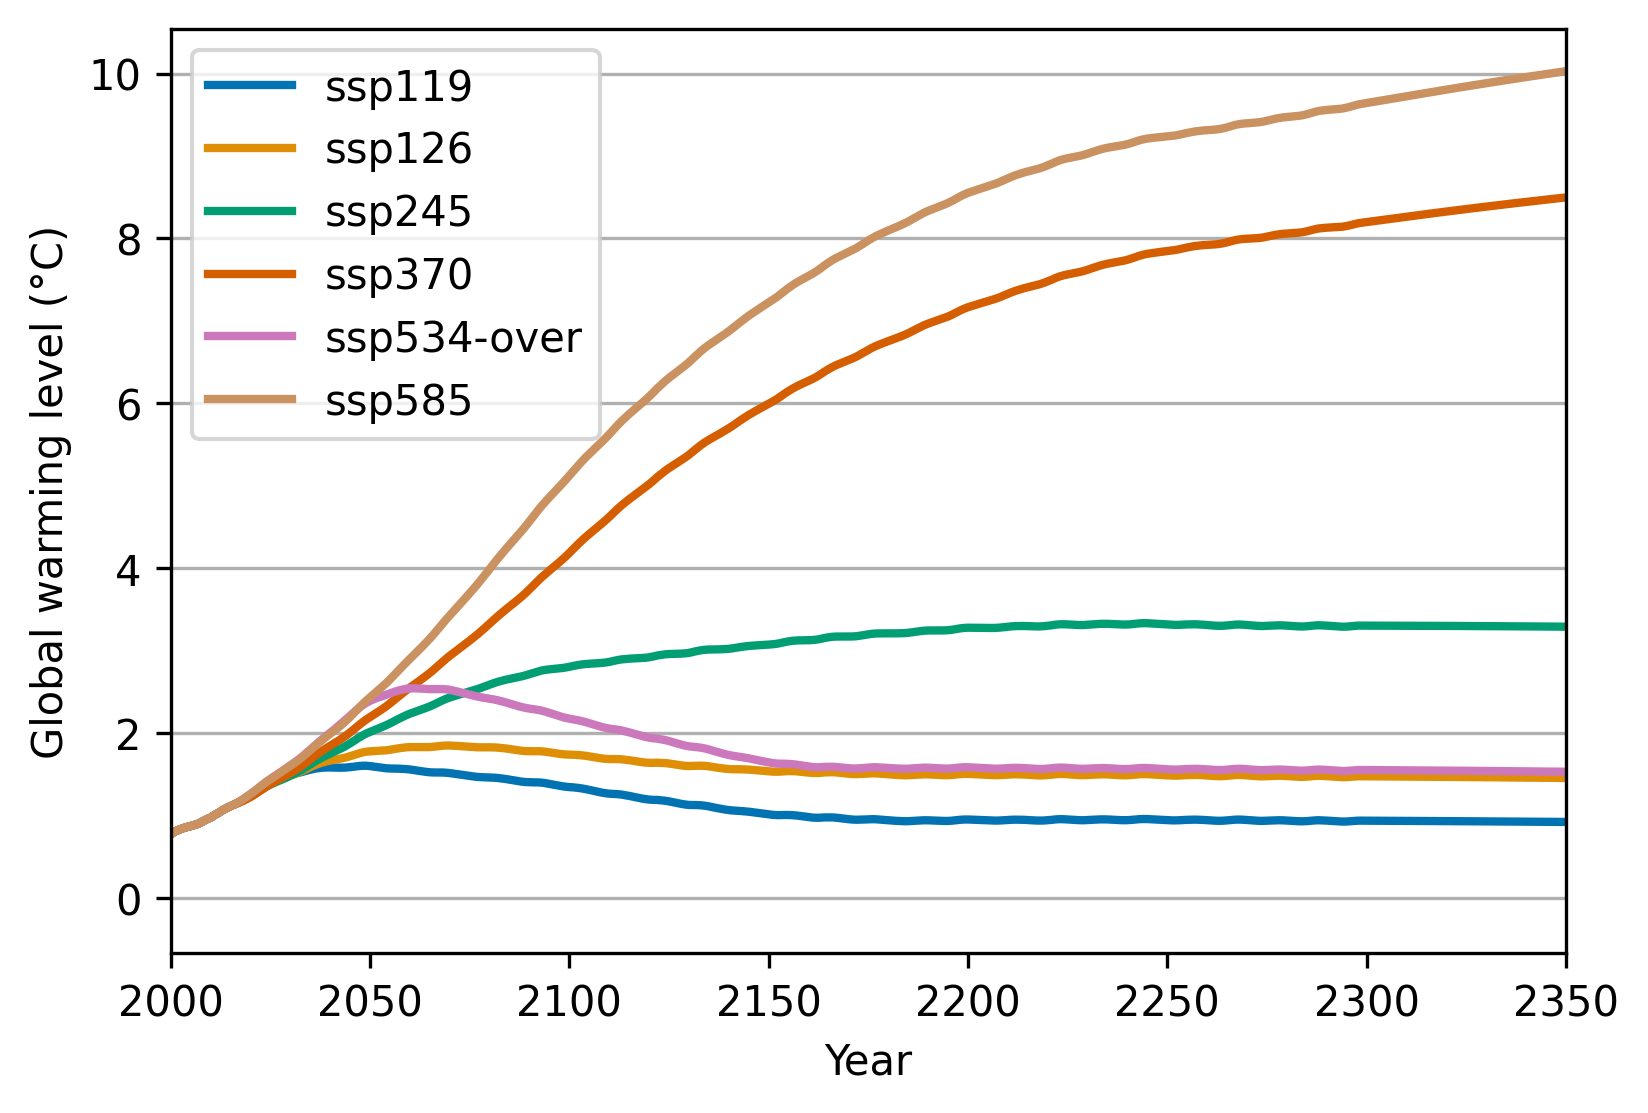 10
8
6
4
2
0
Global warming level (°C)
ssp119
ssp126
ssp245
ssp370
ssp534-over
ssp585
2000 2050 2100 2150 2200 2250 2300 2350
Year